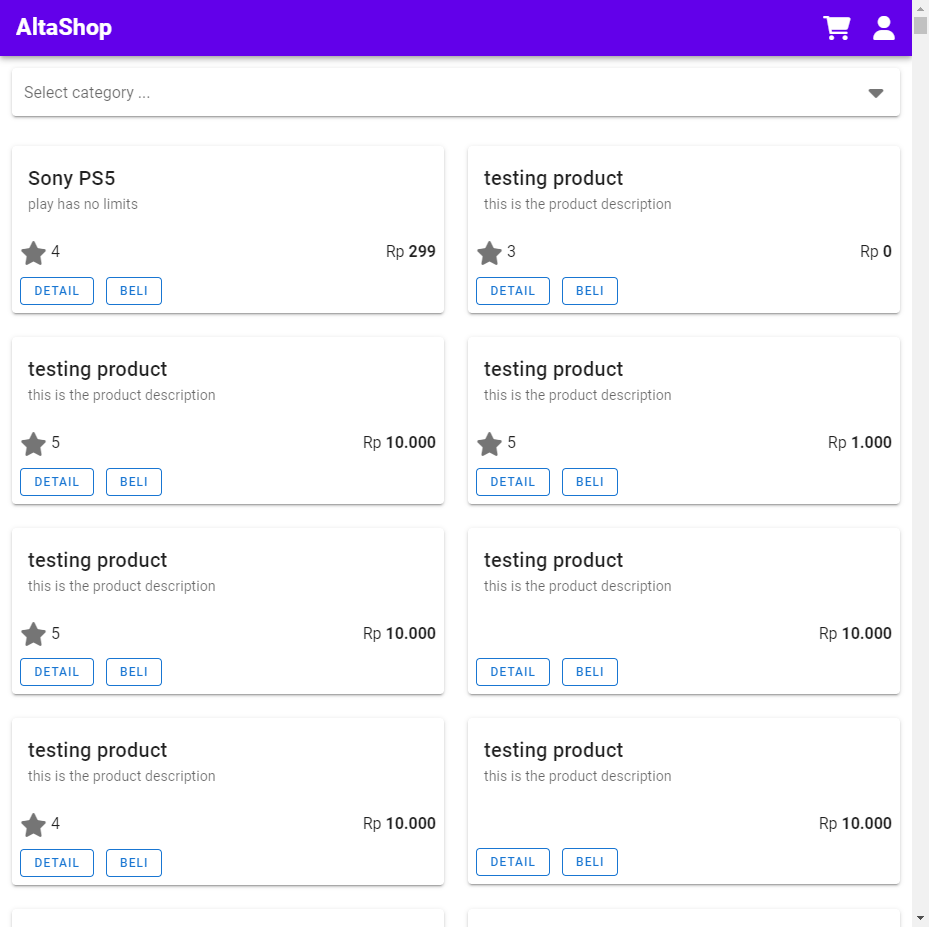 AltaShop
Select category ...
Sony PS5
play has no limits
4
Rp 299
DETAIL
BELI
testing product
this is the product description
3
Rp 0
DETAIL
BELI
testing product
this is the product description
5
Rp 10.000
DETAIL
BELI
testing product
this is the product description
5
Rp 1.000
DETAIL
BELI
testing product
this is the product description
5
Rp 10.000
DETAIL
BELI
testing product
this is the product description
Rp 10.000
DETAIL
BELI
testing product
this is the product description
4
Rp 10.000
DETAIL
BELI
testing product
this is the product description
Rp 10.000
DETAIL
BELI